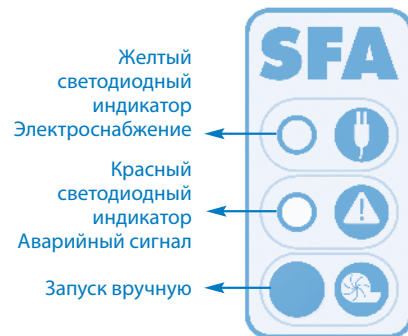 SFA
Желтый
светодиодный
индикатор
Электроснабжение
Красный
светодиодный
индикатор
Аварийный сигнал
Запуск вручную